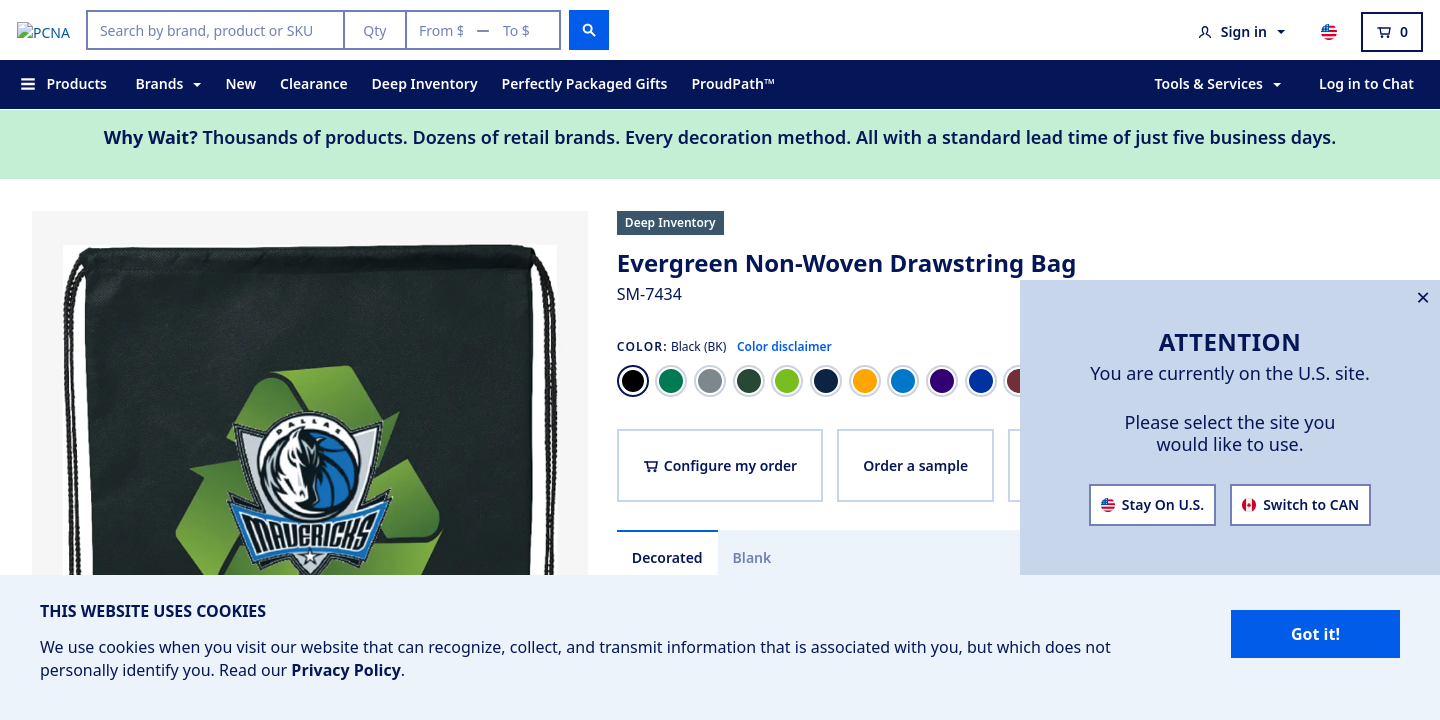 PCNA
Search by brand, product or SKU
Qty
From $ — To $
Sign in
0
Products
Brands
New
Clearance
Deep Inventory
Perfectly Packaged Gifts
ProudPath™
Tools & Services
Log in to Chat
Why Wait? Thousands of products. Dozens of retail brands. Every decoration method. All with a standard lead time of just five business days.
DALLAS
MAVERICKS
Deep Inventory
Evergreen Non-Woven Drawstring Bag
SM-7434
COLOR: Black (BK) Color disclaimer
Configure my order
Order a sample
Decorated
Blank
ATTENTION
You are currently on the U.S. site.
Please select the site you
would like to use.
Stay On U.S.
Switch to CAN
THIS WEBSITE USES COOKIES
We use cookies when you visit our website that can recognize, collect, and transmit information that is associated with you, but which does not
personally identify you. Read our Privacy Policy.
Got it!